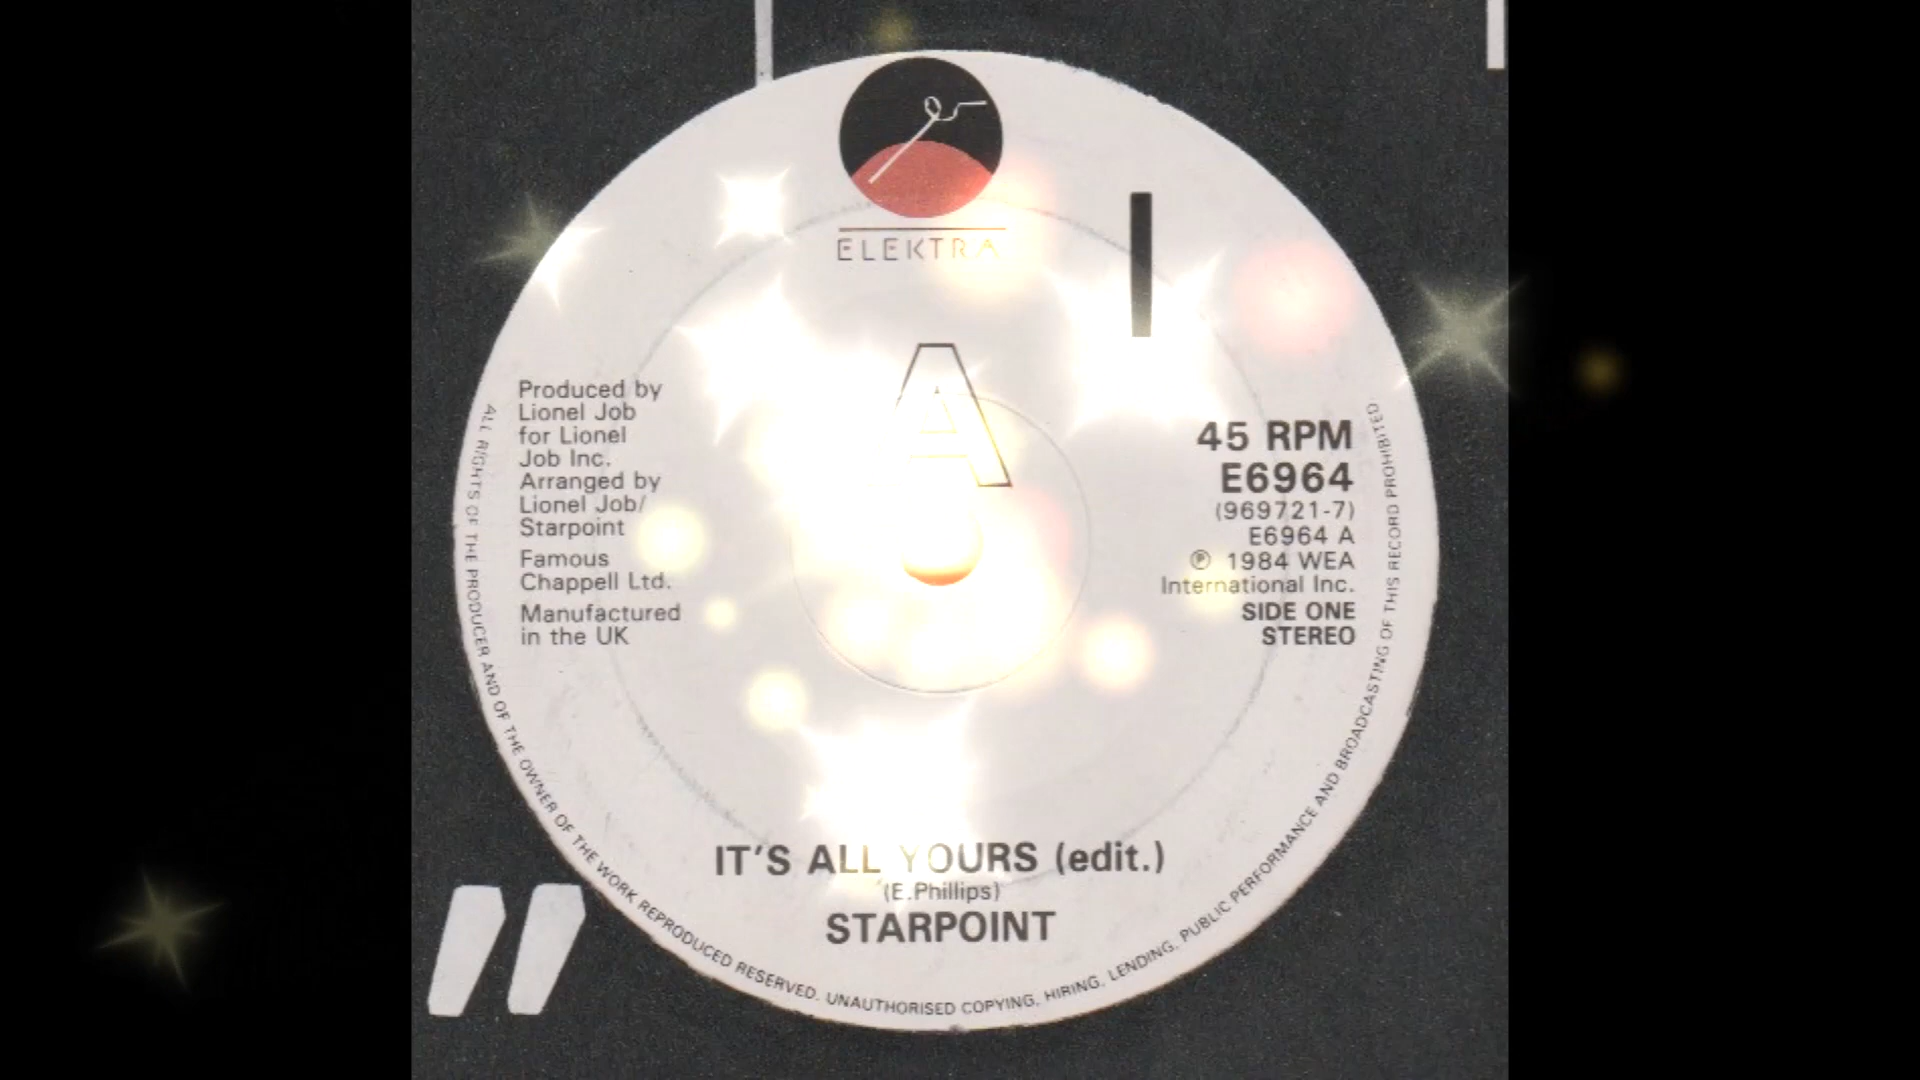 ELEKTRA
A
Produced by
Lionel Job
for Lionel
Job Inc.
Arranged by
Lionel Job/
Starpoint
Famous
Chappell Ltd.
Manufactured
in the UK
45 RPM
E6964
(969721-7)
E6964 A
Ⓟ 1984 WEA
International Inc.
SIDE ONE
STEREO
IT'S ALL YOURS (edit.)
(E.Phillips)
STARPOINT
ALL RIGHTS OF THE PRODUCER AND OF THE OWNER OF THE WORK REPRODUCED RESERVED. UNAUTHORISED COPYING, HIRING, LENDING, PUBLIC PERFORMANCE AND BROADCASTING OF THIS RECORD PROHIBITED.